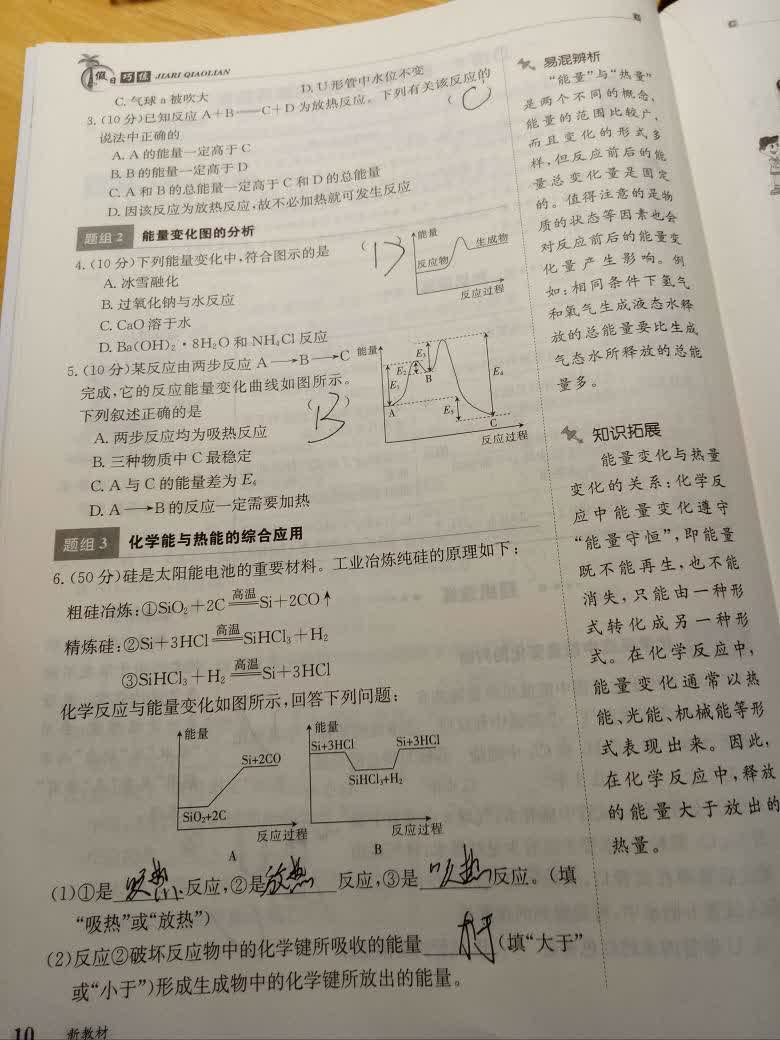 假日巧练 JIARI QIAOLIAN
C. 气球 a 被吹大
D. U 形管中水位不变
3. (10 分)已知反应 A+B══C+D 为放热反应。下列有关该反应的
说法中正确的 ( C )
A. A 的能量一定高于 C
B. B 的能量一定高于 D
C. A 和 B 的总能量一定高于 C 和 D 的总能量
D. 因该反应为放热反应,故不必加热就可发生反应
题组 2 能量变化图的分析
4. (10 分)下列能量变化中,符合图示的是 ( D )
A. 冰雪融化
B. 过氧化钠与水反应
C. CaO 溶于水
D. Ba(OH)₂·8H₂O 和 NH₄Cl 反应
能量
生成物
反应物
反应过程
5. (10 分)某反应由两步反应 A⟶B⟶C
完成,它的反应能量变化曲线如图所示。
下列叙述正确的是 ( B )
A. 两步反应均为吸热反应
B. 三种物质中 C 最稳定
C. A 与 C 的能量差为 E₄
D. A⟶B 的反应一定需要加热
能量
E₃
E₂
B
E₁
E₄
A
E₅
C
反应过程
题组 3 化学能与热能的综合应用
6. (50 分)硅是太阳能电池的重要材料。工业冶炼纯硅的原理如下:
粗硅冶炼:①SiO₂+2C ══高温══ Si+2CO↑
精炼硅:②Si+3HCl ══高温══ SiHCl₃+H₂
③SiHCl₃+H₂ ══高温══ Si+3HCl
化学反应与能量变化如图所示,回答下列问题:
能量
Si+2CO
SiO₂+2C
反应过程
A
能量
Si+3HCl
Si+3HCl
SiHCl₃+H₂
反应过程
B
(1)①是 吸热 反应,②是 放热 反应,③是 吸热 反应。(填
“吸热”或“放热”)
(2)反应②破坏反应物中的化学键所吸收的能量 (填“大于”
或“小于”)形成生成物中的化学键所放出的能量。
10 新教材
易混辨析
“能量”与“热量”
是两个不同的概念,
能量的范围比较广,
而且变化的形式多
样,但反应前后的能
量总变化量是固定
的。值得注意的是物
质的状态等因素也会
对反应前后的能量变
化量产生影响。例
如:相同条件下氢气
和氧气生成液态水释
放的总能量要比生成
气态水所释放的总能
量多。
知识拓展
能量变化与热量
变化的关系:化学反
应中能量变化遵守
“能量守恒”,即能量
既不能再生,也不能
消失,只能由一种形
式转化成另一种形
式。在化学反应中,
能量变化通常以热
能、光能、机械能等形
式表现出来。因此,
在化学反应中,释放
的能量大于放出的
热量。